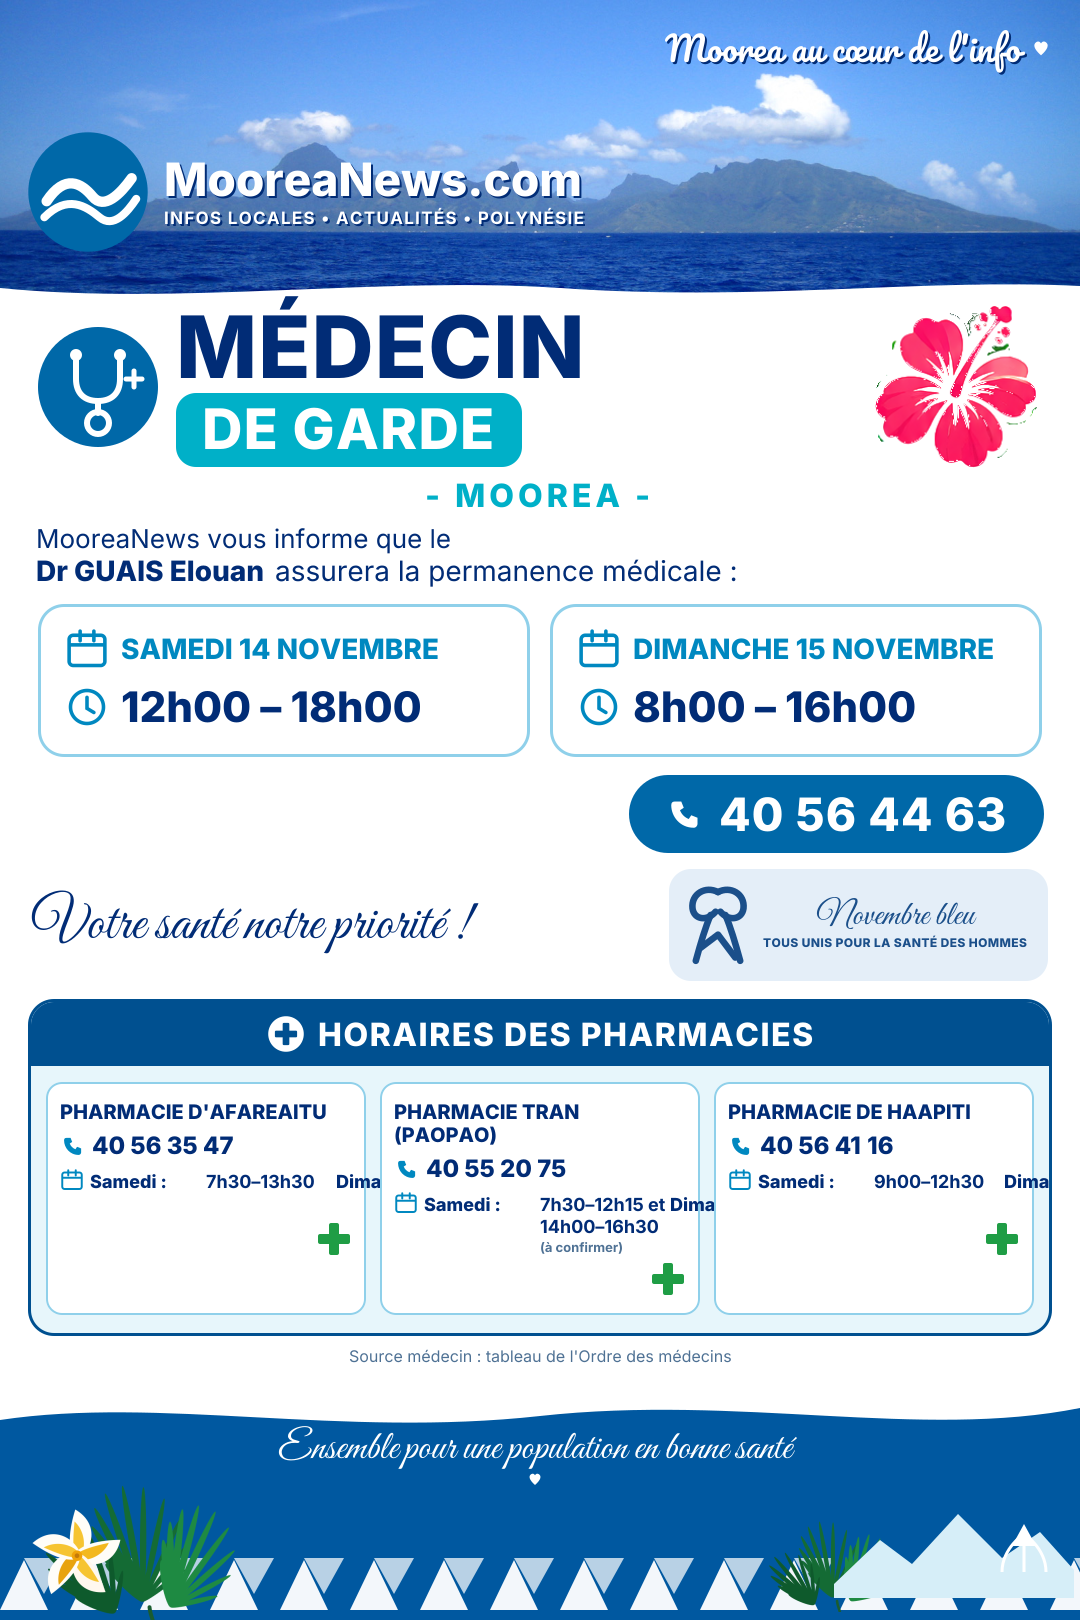 Moorea au cœur de l'info
MooreaNews.com
INFOS LOCALES • ACTUALITÉS • POLYNÉSIE
MÉDECIN
DE GARDE
- MOOREA -
MooreaNews vous informe que le
Dr GUAIS Elouan assurera la permanence médicale :
SAMEDI 14 NOVEMBRE
12h00 – 18h00
DIMANCHE 15 NOVEMBRE
8h00 – 16h00
40 56 44 63
Votre santé notre priorité !
Novembre bleu
TOUS UNIS POUR LA SANTÉ DES HOMMES
HORAIRES DES PHARMACIES
PHARMACIE D'AFAREAITU
40 56 35 47
Samedi : 7h30–13h30 Dima
PHARMACIE TRAN
(PAOPAO)
40 55 20 75
Samedi : 7h30–12h15 et Dima
14h00–16h30
(à confirmer)
PHARMACIE DE HAAPITI
40 56 41 16
Samedi : 9h00–12h30 Dima
Source médecin : tableau de l'Ordre des médecins
Ensemble pour une population en bonne santé